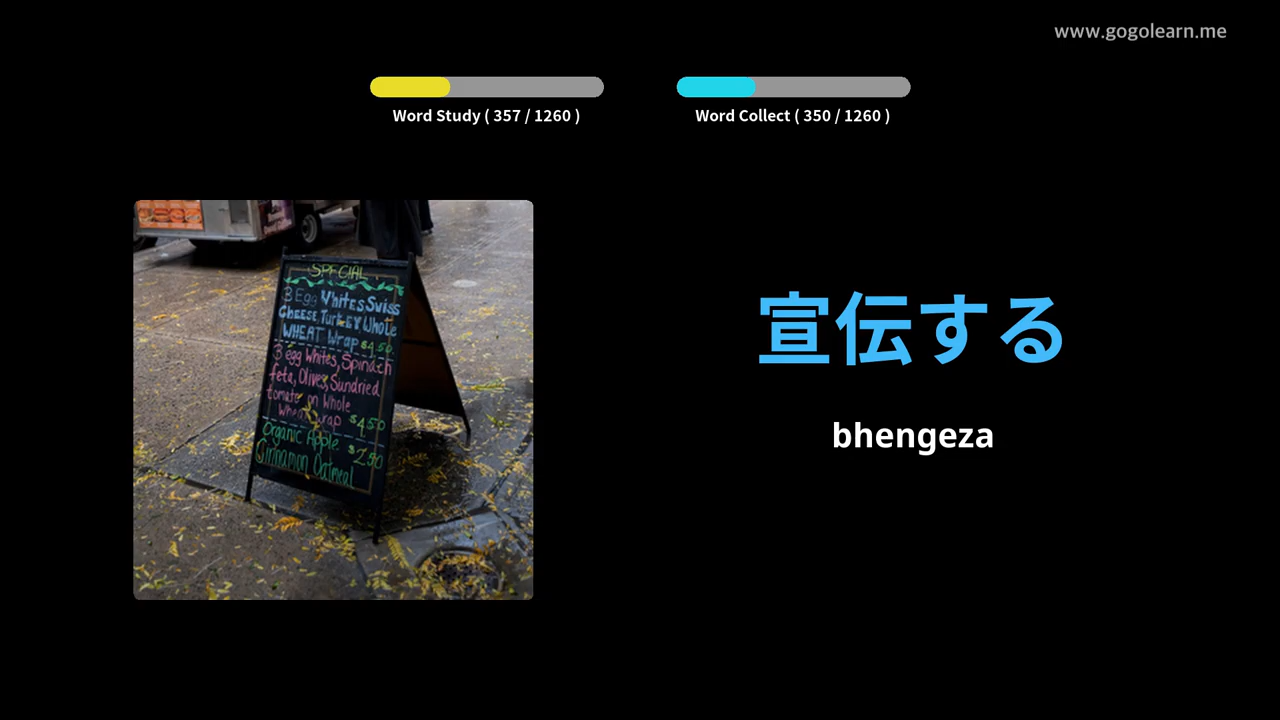 www.gogolearn.me
Word Study ( 357 / 1260 )
Word Collect ( 350 / 1260 )
SPECIAL
3 Egg Whites Swiss
CHEESE, TurkEY Whole
WHEAT Wrap $4.50
3 egg Whites, Spinach
feta, Olives, Sundried
tomato on Whole
Wheat Wrap $4.50
Organic Apple
Cinnamon Oatmeal $2.50
宣伝する
bhengeza